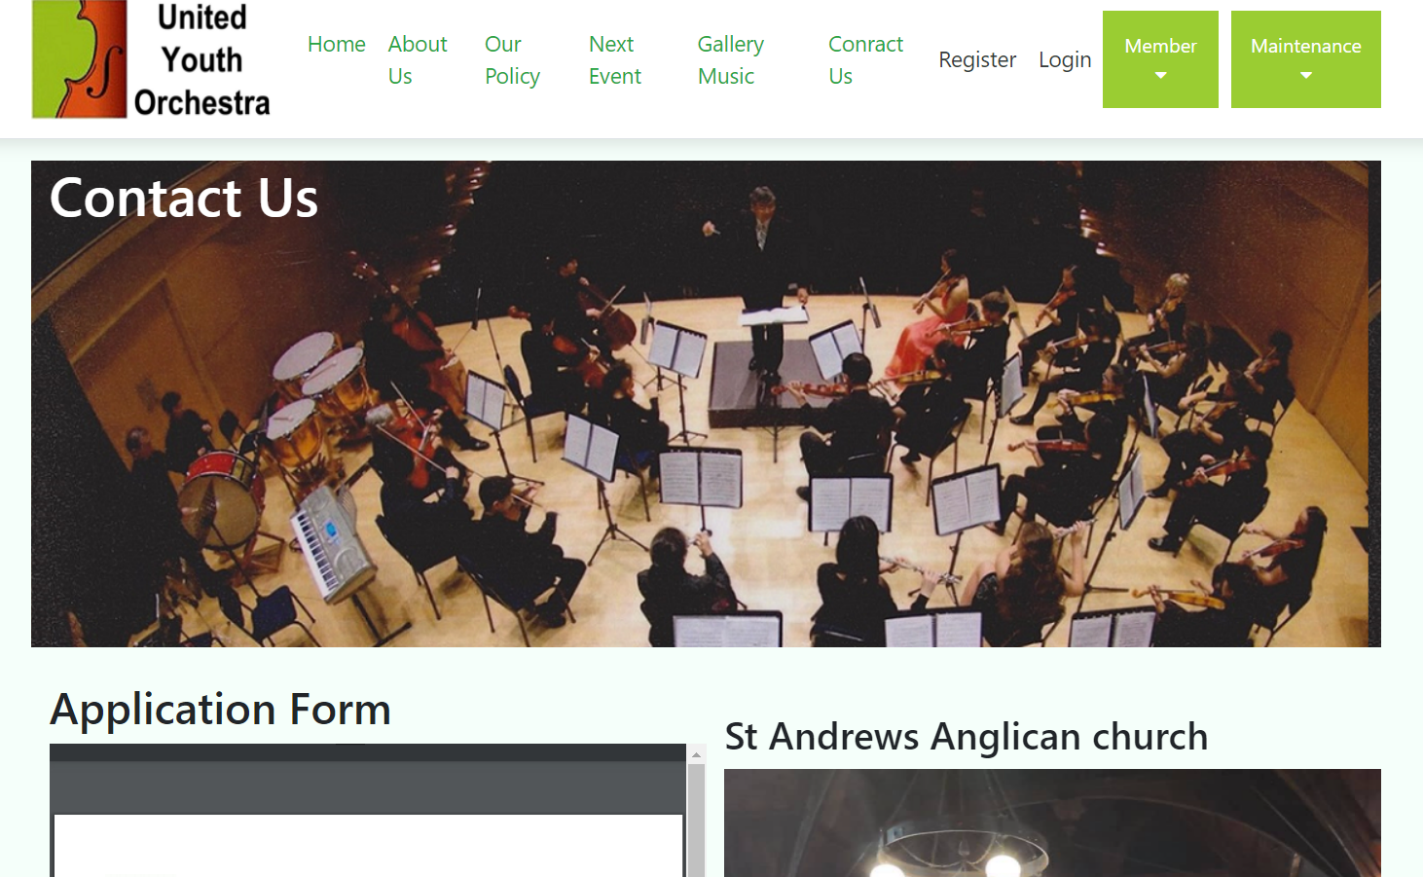 United
Youth
Orchestra
Home
About
Us
Our
Policy
Next
Event
Gallery
Music
Conract
Us
Register
Login
Member
Maintenance
Contact Us
Application Form
St Andrews Anglican church